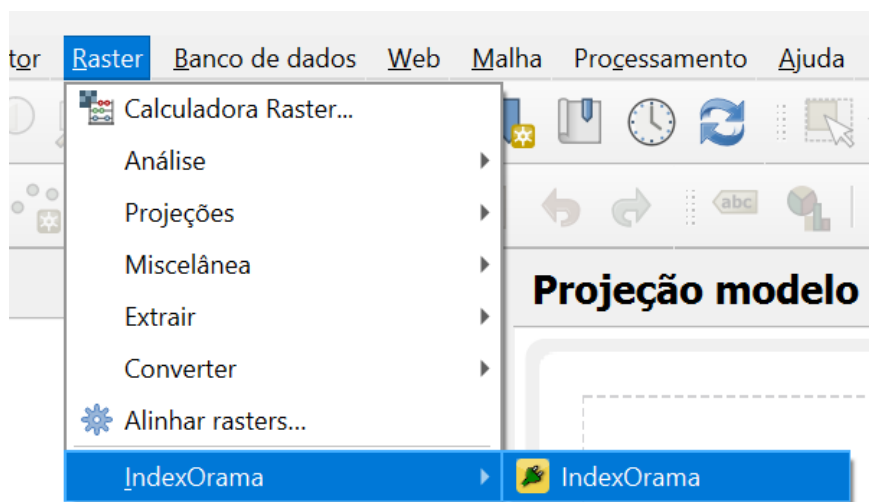 tor Raster Banco de dados Web Malha Processamento Ajuda
Calculadora Raster...
Análise
Projeções
Miscelânea
Extrair
Converter
Alinhar rasters...
IndexOrama
IndexOrama
abc
Projeção modelo